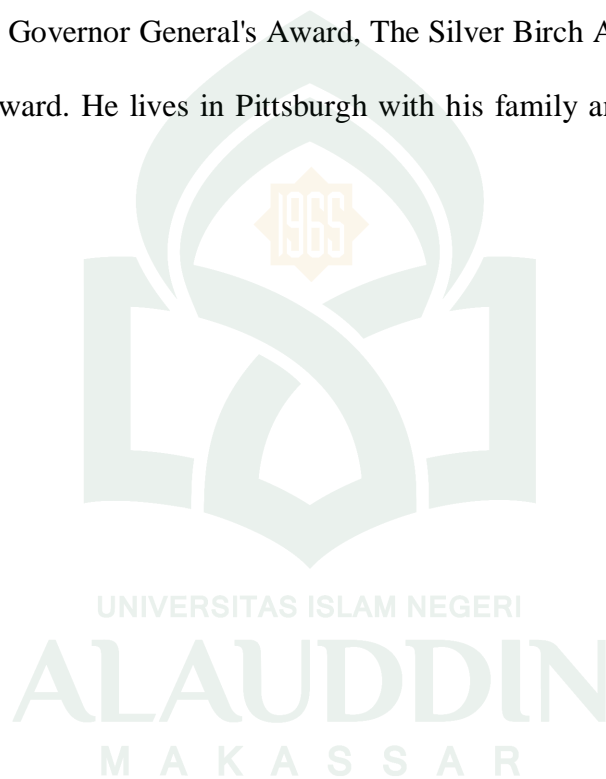 Governor General's Award, The Silver Birch
He lives in Pittsburgh with his family
1965
UNIVERSITAS ISLAM NEGERI
ALAUDDIN
MAKASSAR